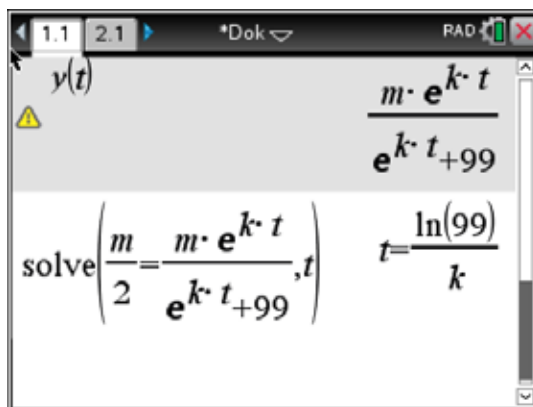 1.1 2.1 *Dok RAD
y(t)
m· e^(k· t)
e^(k· t)+99
solve(m/2=m· e^(k· t)/e^(k· t)+99,t) t=ln(99)/k